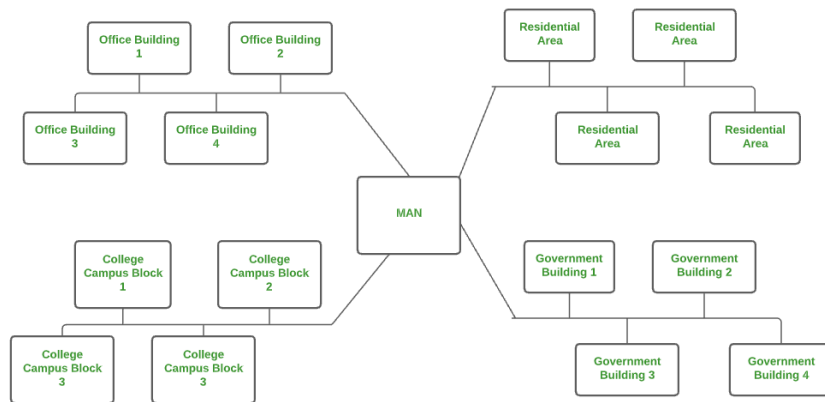 Office Building
1
Office Building
2
Office Building
3
Office Building
4
Residential
Area
Residential
Area
Residential
Area
Residential
Area
MAN
College
Campus Block
1
College
Campus Block
2
College
Campus Block
3
College
Campus Block
3
Government
Building 1
Government
Building 2
Government
Building 3
Government
Building 4